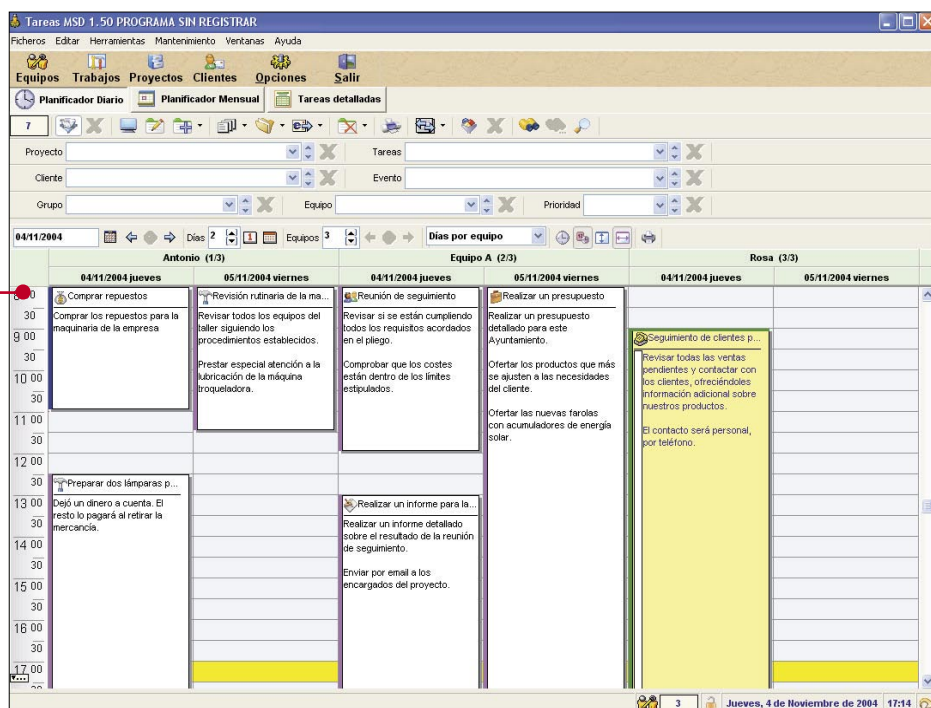 Tareas MSD 1.50 PROGRAMA SIN REGISTRAR
Ficheros Editar Herramientas Mantenimiento Ventanas Ayuda
Equipos Trabajos Proyectos Clientes Opciones Salir
Planificador Diario Planificador Mensual Tareas detalladas
7
Proyecto Tareas
Cliente Evento
Grupo Equipo Prioridad
04/11/2004 Días 2 1 Equipos 3 Días por equipo
Antonio (1/3) Equipo A (2/3) Rosa (3/3)
04/11/2004 jueves 05/11/2004 viernes 04/11/2004 jueves 05/11/2004 viernes 04/11/2004 jueves 05/11/2004 viernes
30
9 00
30
10 00
30
11 00
30
12 00
30
13 00
30
14 00
30
15 00
30
16 00
30
17 00
Comprar repuestos
Comprar los repuestos para la
maquinaria de la empresa
Preparar dos lámparas p...
Dejó un dinero a cuenta. El
resto lo pagará al retirar la
mercancía.
Revisión rutinaria de la ma...
Revisar todos los equipos del
taller siguiendo los
procedimientos establecidos.
Prestar especial atención a la
lubricación de la máquina
troqueladora.
Reunión de seguimiento
Revisar si se están cumpliendo
todos los requisitos acordados
en el pliego.
Comprobar que los costes
están dentro de los límites
estipulados.
Realizar un informe para la...
Realizar un informe detallado
sobre el resultado de la reunión
de seguimiento.
Enviar por email a los
encargados del proyecto.
Realizar un presupuesto
Realizar un presupuesto
detallado para este
Ayuntamiento.
Ofertar los productos que más
se ajusten a las necesidades
del cliente.
Ofertar las nuevas farolas
con acumuladores de energía
solar.
Seguimiento de clientes p...
Revisar todas las ventas
pendientes y contactar con
los clientes, ofreciéndoles
información adicional sobre
nuestros productos.
El contacto será personal,
por teléfono.
3 Jueves, 4 de Noviembre de 2004 17:14